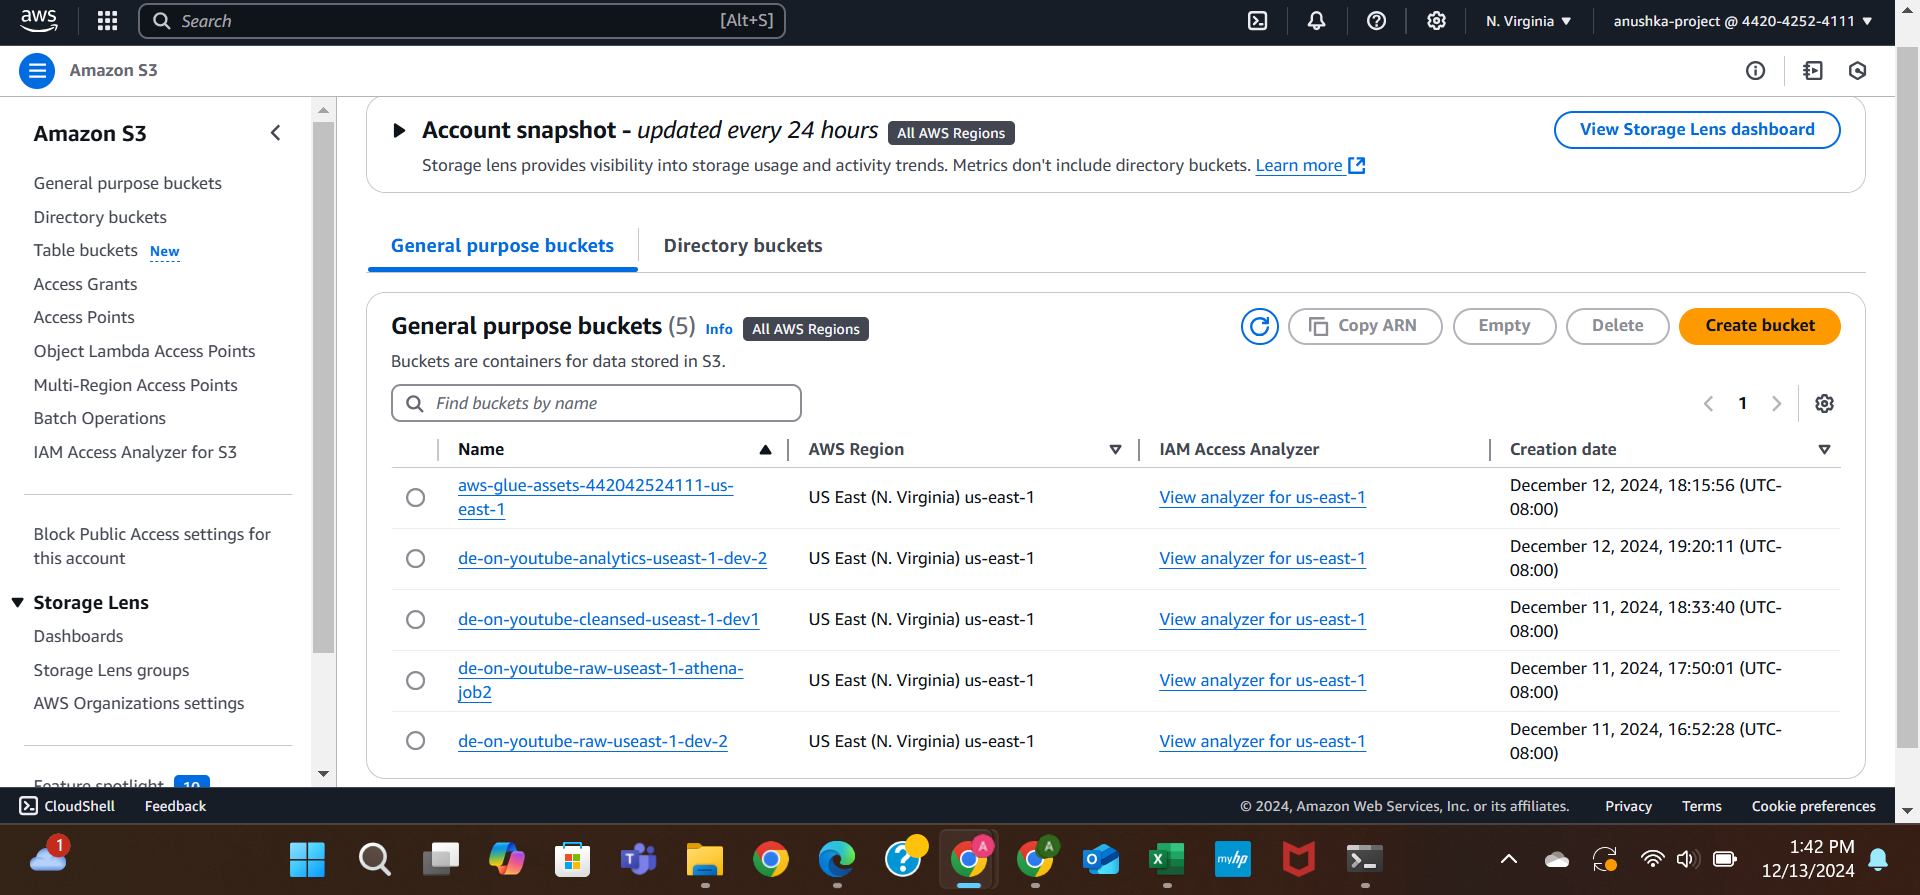 aws
Search
[Alt+S]
N. Virginia
anushka-project @ 4420-4252-4111
Amazon S3
Amazon S3
General purpose buckets
Directory buckets
Table buckets New
Access Grants
Access Points
Object Lambda Access Points
Multi-Region Access Points
Batch Operations
IAM Access Analyzer for S3
Block Public Access settings for
this account
Storage Lens
Dashboards
Storage Lens groups
AWS Organizations settings
Feature spotlight 10
Account snapshot - updated every 24 hours All AWS Regions
View Storage Lens dashboard
Storage lens provides visibility into storage usage and activity trends. Metrics don't include directory buckets. Learn more
General purpose buckets
Directory buckets
General purpose buckets (5) Info All AWS Regions
Copy ARN
Empty
Delete
Create bucket
Buckets are containers for data stored in S3.
Find buckets by name
1
Name
AWS Region
IAM Access Analyzer
Creation date
aws-glue-assets-442042524111-us-
east-1
US East (N. Virginia) us-east-1
View analyzer for us-east-1
December 12, 2024, 18:15:56 (UTC-
08:00)
de-on-youtube-analytics-useast-1-dev-2
US East (N. Virginia) us-east-1
View analyzer for us-east-1
December 12, 2024, 19:20:11 (UTC-
08:00)
de-on-youtube-cleansed-useast-1-dev1
US East (N. Virginia) us-east-1
View analyzer for us-east-1
December 11, 2024, 18:33:40 (UTC-
08:00)
de-on-youtube-raw-useast-1-athena-
job2
US East (N. Virginia) us-east-1
View analyzer for us-east-1
December 11, 2024, 17:50:01 (UTC-
08:00)
de-on-youtube-raw-useast-1-dev-2
US East (N. Virginia) us-east-1
View analyzer for us-east-1
December 11, 2024, 16:52:28 (UTC-
08:00)
CloudShell
Feedback
© 2024, Amazon Web Services, Inc. or its affiliates.
Privacy
Terms
Cookie preferences
1
T
?
A
A
O
X
myhp
1:42 PM
12/13/2024